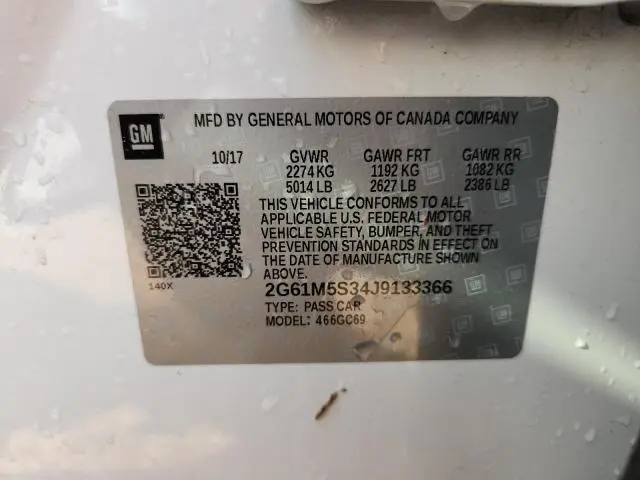 GM
MFD BY GENERAL MOTORS OF CANADA COMPANY
10/17 GVWR GAWR FRT GAWR RR
2274 KG 1192 KG 1082 KG
5014 LB 2627 LB 2386 LB
THIS VEHICLE CONFORMS TO ALL
APPLICABLE U.S. FEDERAL MOTOR
VEHICLE SAFETY, BUMPER, AND THEFT
PREVENTION STANDARDS IN EFFECT ON
THE DATE OF MANUFACTURE SHOWN
ABOVE.
140X
2G61M5S34J9133366
TYPE: PASS CAR
MODEL: 466GC69